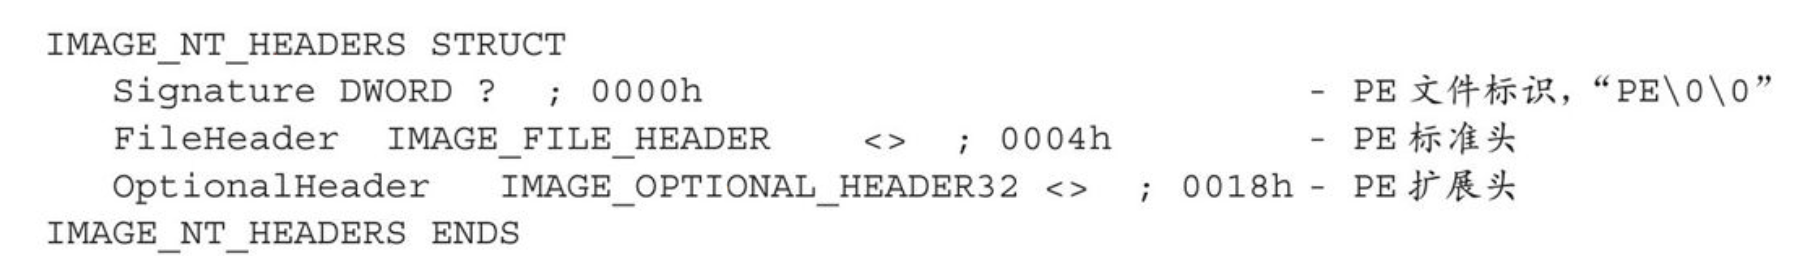 IMAGE_NT_HEADERS STRUCT
Signature DWORD ? ; 0000h - PE 文件标识，“PE\0\0”
FileHeader IMAGE_FILE_HEADER <> ; 0004h - PE 标准头
OptionalHeader IMAGE_OPTIONAL_HEADER32 <> ; 0018h - PE 扩展头
IMAGE_NT_HEADERS ENDS